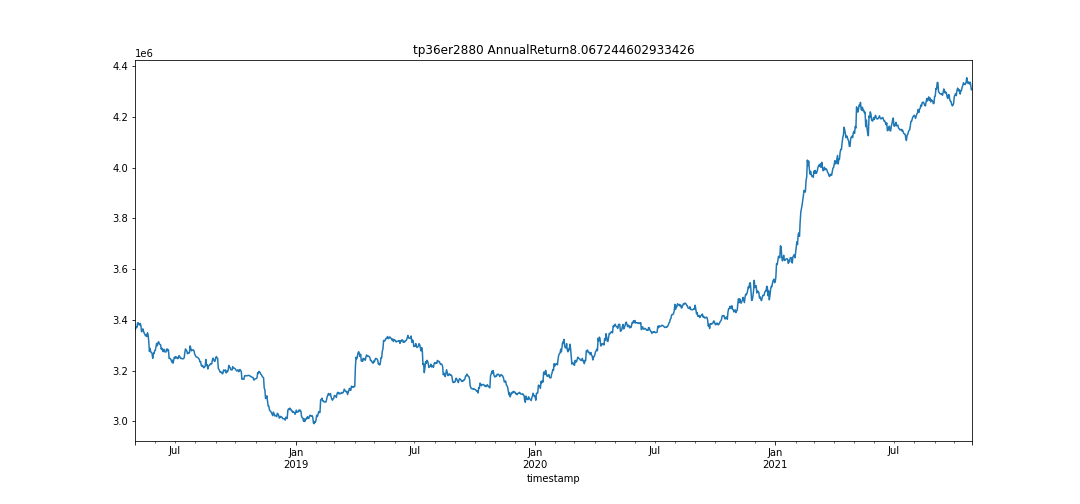 tp36er2880 AnnualReturn8.067244602933426
1e6
4.4
4.2
4.0
3.8
3.6
3.4
3.2
3.0
Jul Jan Jul Jan Jul Jan Jul
2019 2020 2021
timestamp